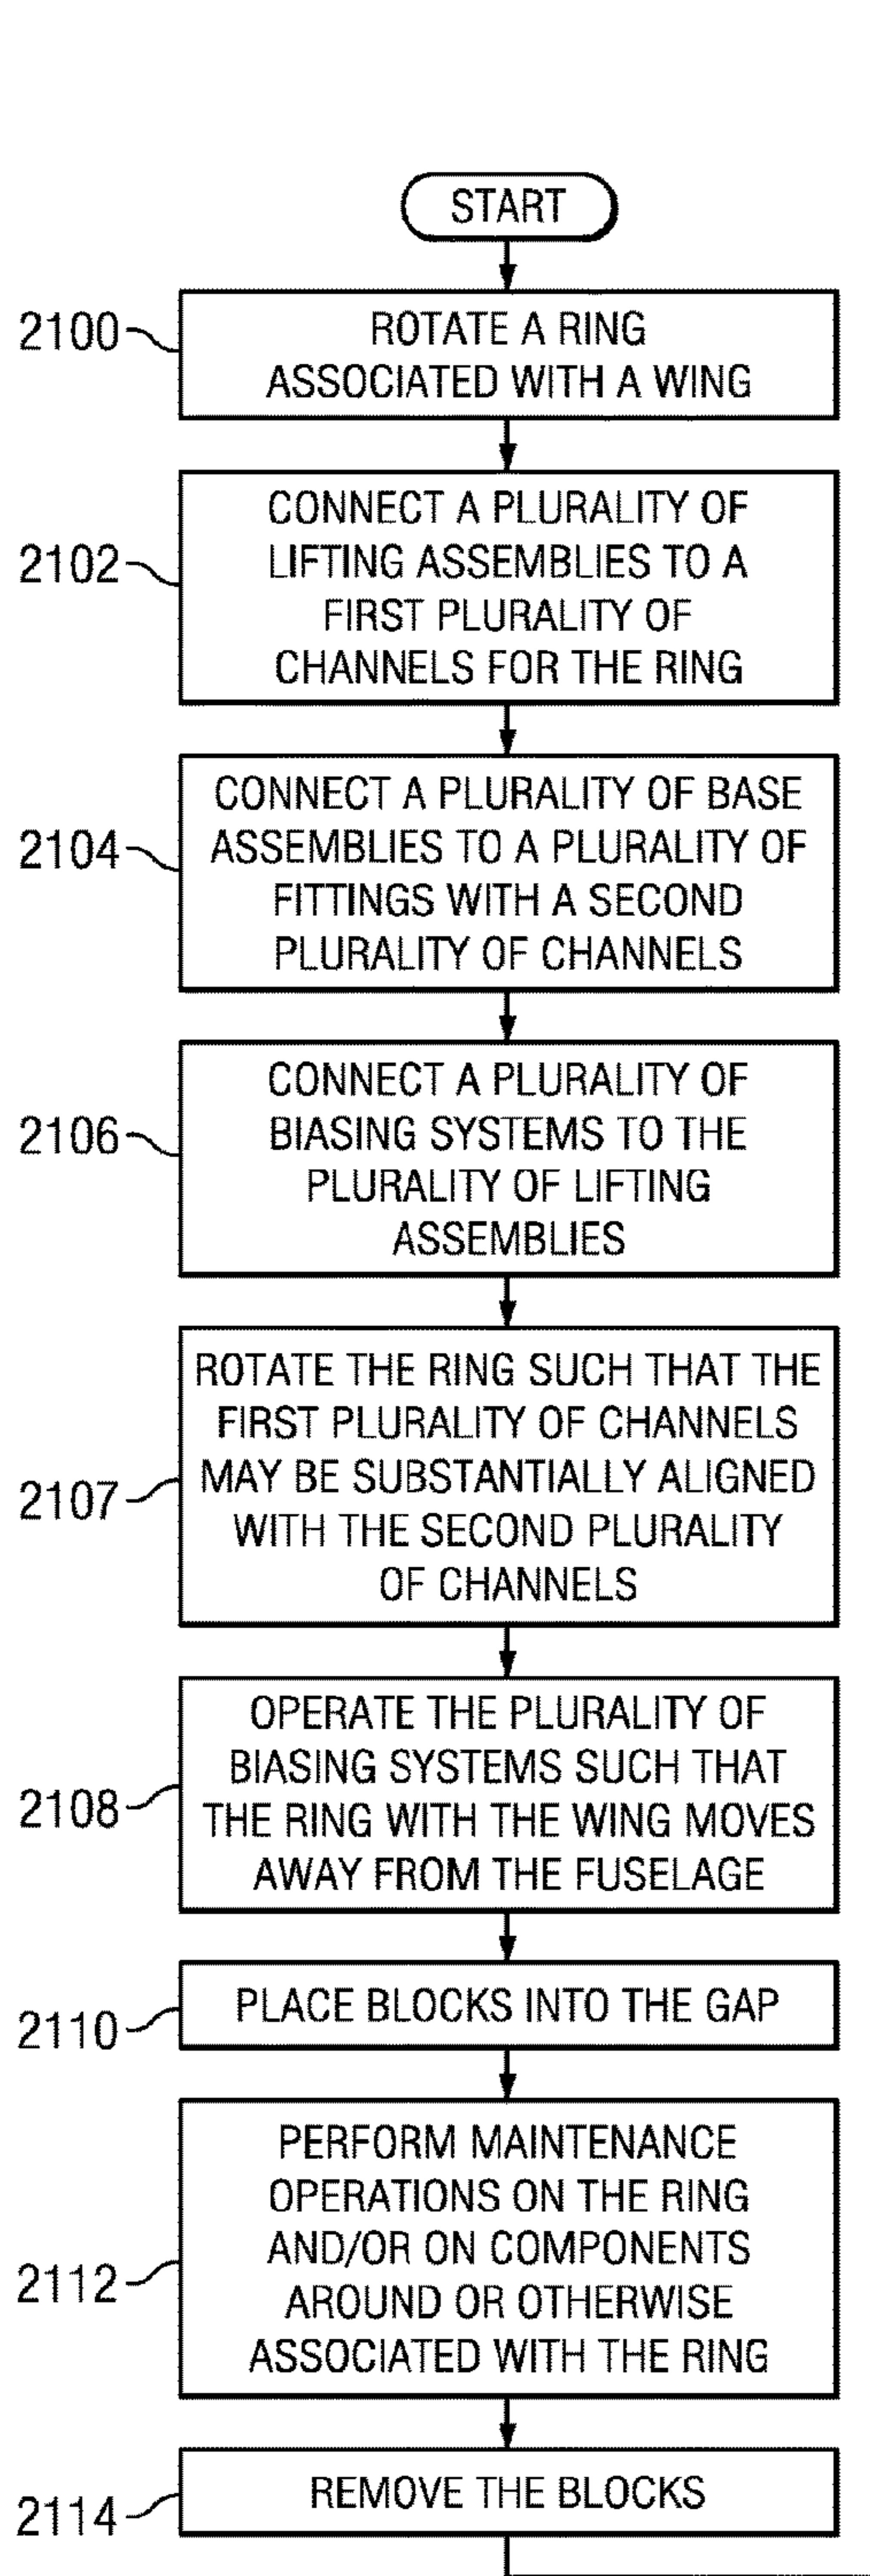 START
2100
ROTATE A RING
ASSOCIATED WITH A WING
2102
CONNECT A PLURALITY OF
LIFTING ASSEMBLIES TO A
FIRST PLURALITY OF
CHANNELS FOR THE RING
2104
CONNECT A PLURALITY OF BASE
ASSEMBLIES TO A PLURALITY OF
FITTINGS WITH A SECOND
PLURALITY OF CHANNELS
2106
CONNECT A PLURALITY OF
BIASING SYSTEMS TO THE
PLURALITY OF LIFTING
ASSEMBLIES
2107
ROTATE THE RING SUCH THAT THE
FIRST PLURALITY OF CHANNELS
MAY BE SUBSTANTIALLY ALIGNED
WITH THE SECOND PLURALITY
OF CHANNELS
2108
OPERATE THE PLURALITY OF
BIASING SYSTEMS SUCH THAT
THE RING WITH THE WING MOVES
AWAY FROM THE FUSELAGE
2110
PLACE BLOCKS INTO THE GAP
2112
PERFORM MAINTENANCE
OPERATIONS ON THE RING
AND/OR ON COMPONENTS
AROUND OR OTHERWISE
ASSOCIATED WITH THE RING
2114
REMOVE THE BLOCKS